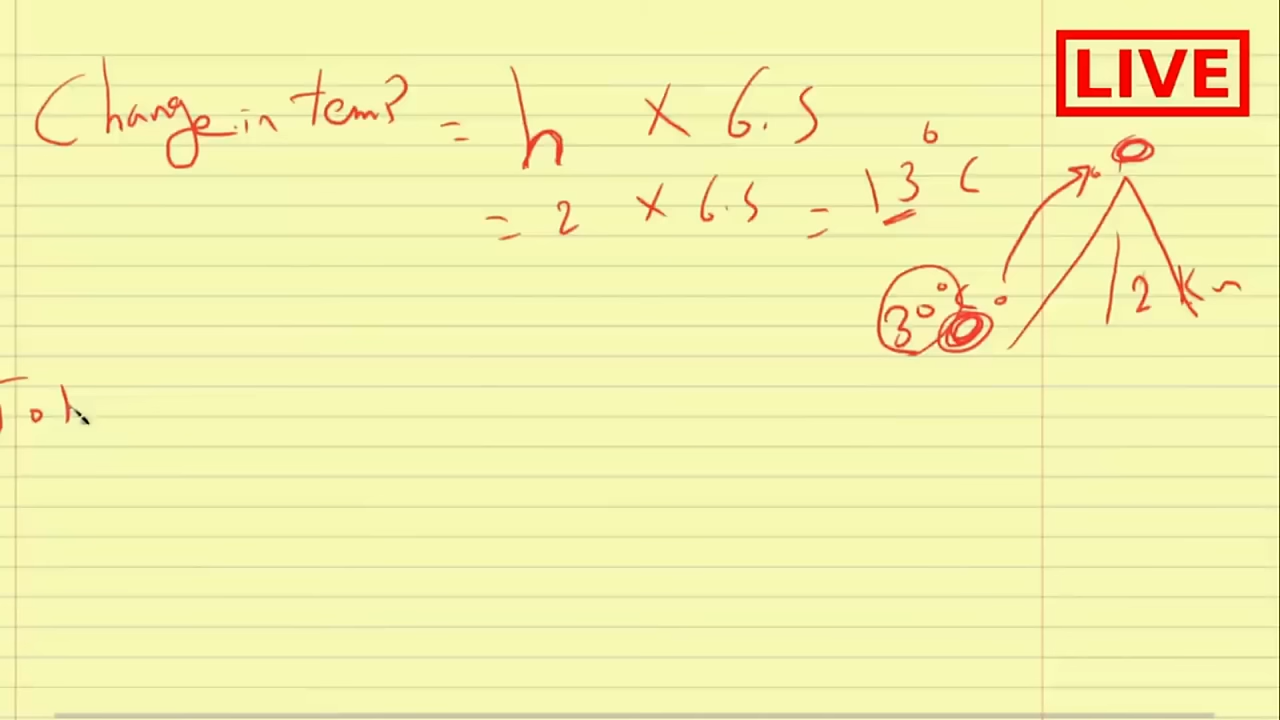 Change in temp = h × 6.5
= 2 × 6.5 = 13°C
LIVE
30°C
2 Km